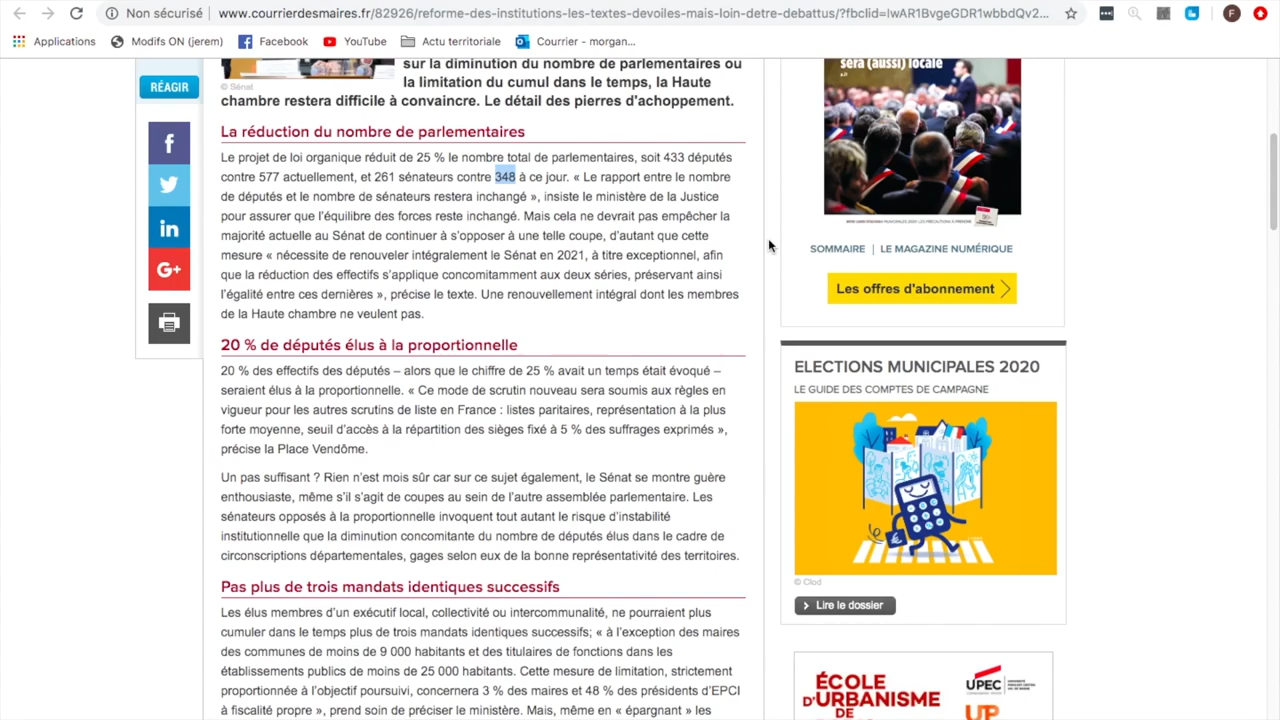 Non sécurisé | www.courrierdesmaires.fr/82926/reforme-des-institutions-les-textes-devoiles-mais-loin-detre-debattus/?fbclid=IwAR1BvgeGDR1wbbdQv2...
F
Applications
Modifs ON (jerem)
Facebook
YouTube
Actu territoriale
Courrier - morgan...
RÉAGIR
f
in
G+
© Sénat
sur la diminution du nombre de parlementaires ou
la limitation du cumul dans le temps, la Haute
chambre restera difficile à convaincre. Le détail des pierres d'achoppement.
La réduction du nombre de parlementaires
Le projet de loi organique réduit de 25 % le nombre total de parlementaires, soit 433 députés
contre 577 actuellement, et 261 sénateurs contre 348 à ce jour. « Le rapport entre le nombre
de députés et le nombre de sénateurs restera inchangé », insiste le ministère de la Justice
pour assurer que l'équilibre des forces reste inchangé. Mais cela ne devrait pas empêcher la
majorité actuelle au Sénat de continuer à s'opposer à une telle coupe, d'autant que cette
mesure « nécessite de renouveler intégralement le Sénat en 2021, à titre exceptionnel, afin
que la réduction des effectifs s'applique concomitamment aux deux séries, préservant ainsi
l'égalité entre ces dernières », précise le texte. Une renouvellement intégral dont les membres
de la Haute chambre ne veulent pas.
20 % de députés élus à la proportionnelle
20 % des effectifs des députés – alors que le chiffre de 25 % avait un temps était évoqué –
seraient élus à la proportionnelle. « Ce mode de scrutin nouveau sera soumis aux règles en
vigueur pour les autres scrutins de liste en France : listes paritaires, représentation à la plus
forte moyenne, seuil d'accès à la répartition des sièges fixé à 5 % des suffrages exprimés »,
précise la Place Vendôme.
Un pas suffisant ? Rien n'est mois sûr car sur ce sujet également, le Sénat se montre guère
enthousiaste, même s'il s'agit de coupes au sein de l'autre assemblée parlementaire. Les
sénateurs opposés à la proportionnelle invoquent tout autant le risque d'instabilité
institutionnelle que la diminution concomitante du nombre de députés élus dans le cadre de
circonscriptions départementales, gages selon eux de la bonne représentativité des territoires.
Pas plus de trois mandats identiques successifs
Les élus membres d'un exécutif local, collectivité ou intercommunalité, ne pourraient plus
cumuler dans le temps plus de trois mandats identiques successifs; « à l'exception des maires
des communes de moins de 9 000 habitants et des titulaires de fonctions dans les
établissements publics de moins de 25 000 habitants. Cette mesure de limitation, strictement
proportionnée à l'objectif poursuivi, concernera 3 % des maires et 48 % des présidents d'EPCI
à fiscalité propre », prend soin de préciser le ministère. Mais, même en « épargnant » les
sera (aussi) locale
SOMMAIRE | LE MAGAZINE NUMÉRIQUE
Les offres d'abonnement
ELECTIONS MUNICIPALES 2020
LE GUIDE DES COMPTES DE CAMPAGNE
€
© Clod
Lire le dossier
ÉCOLE
D'URBANISME
DE
UPEC
UP